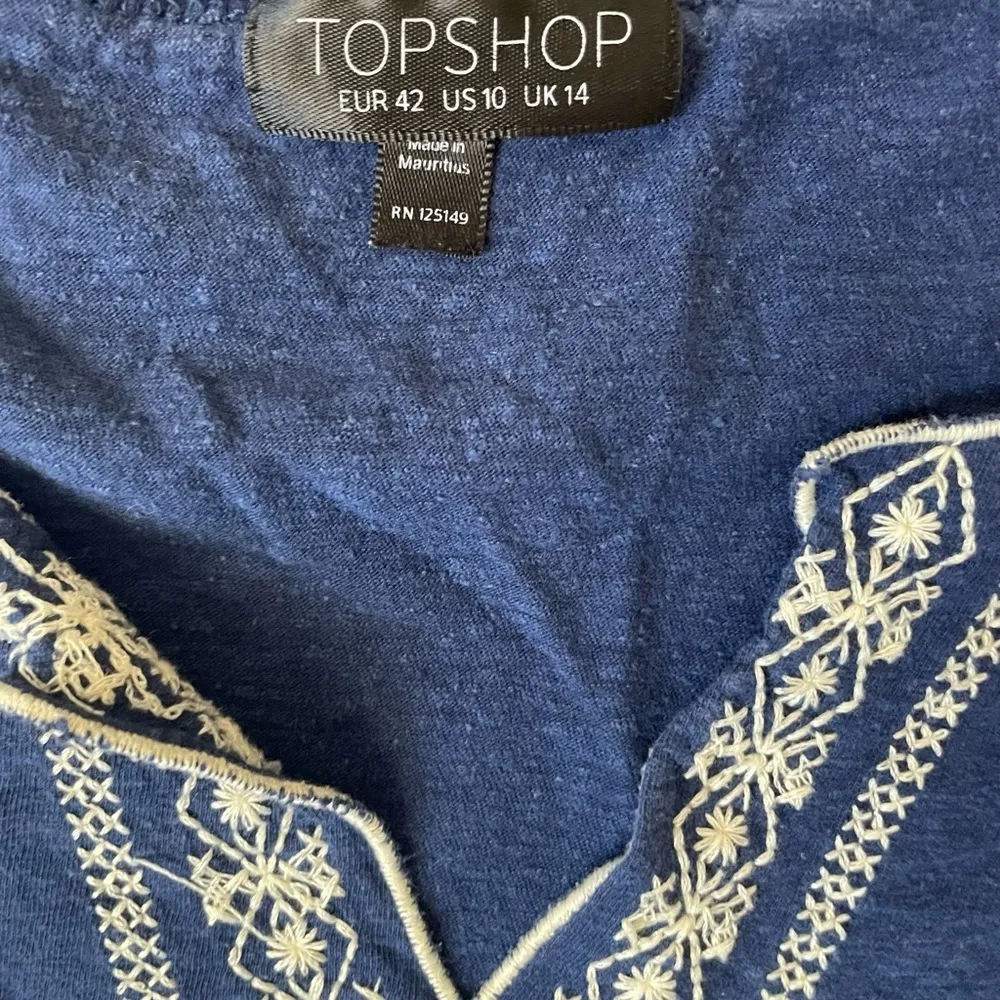 TOPSHOP
EUR 42 US 10 UK 14
Made in
Mauritius
RN 125149